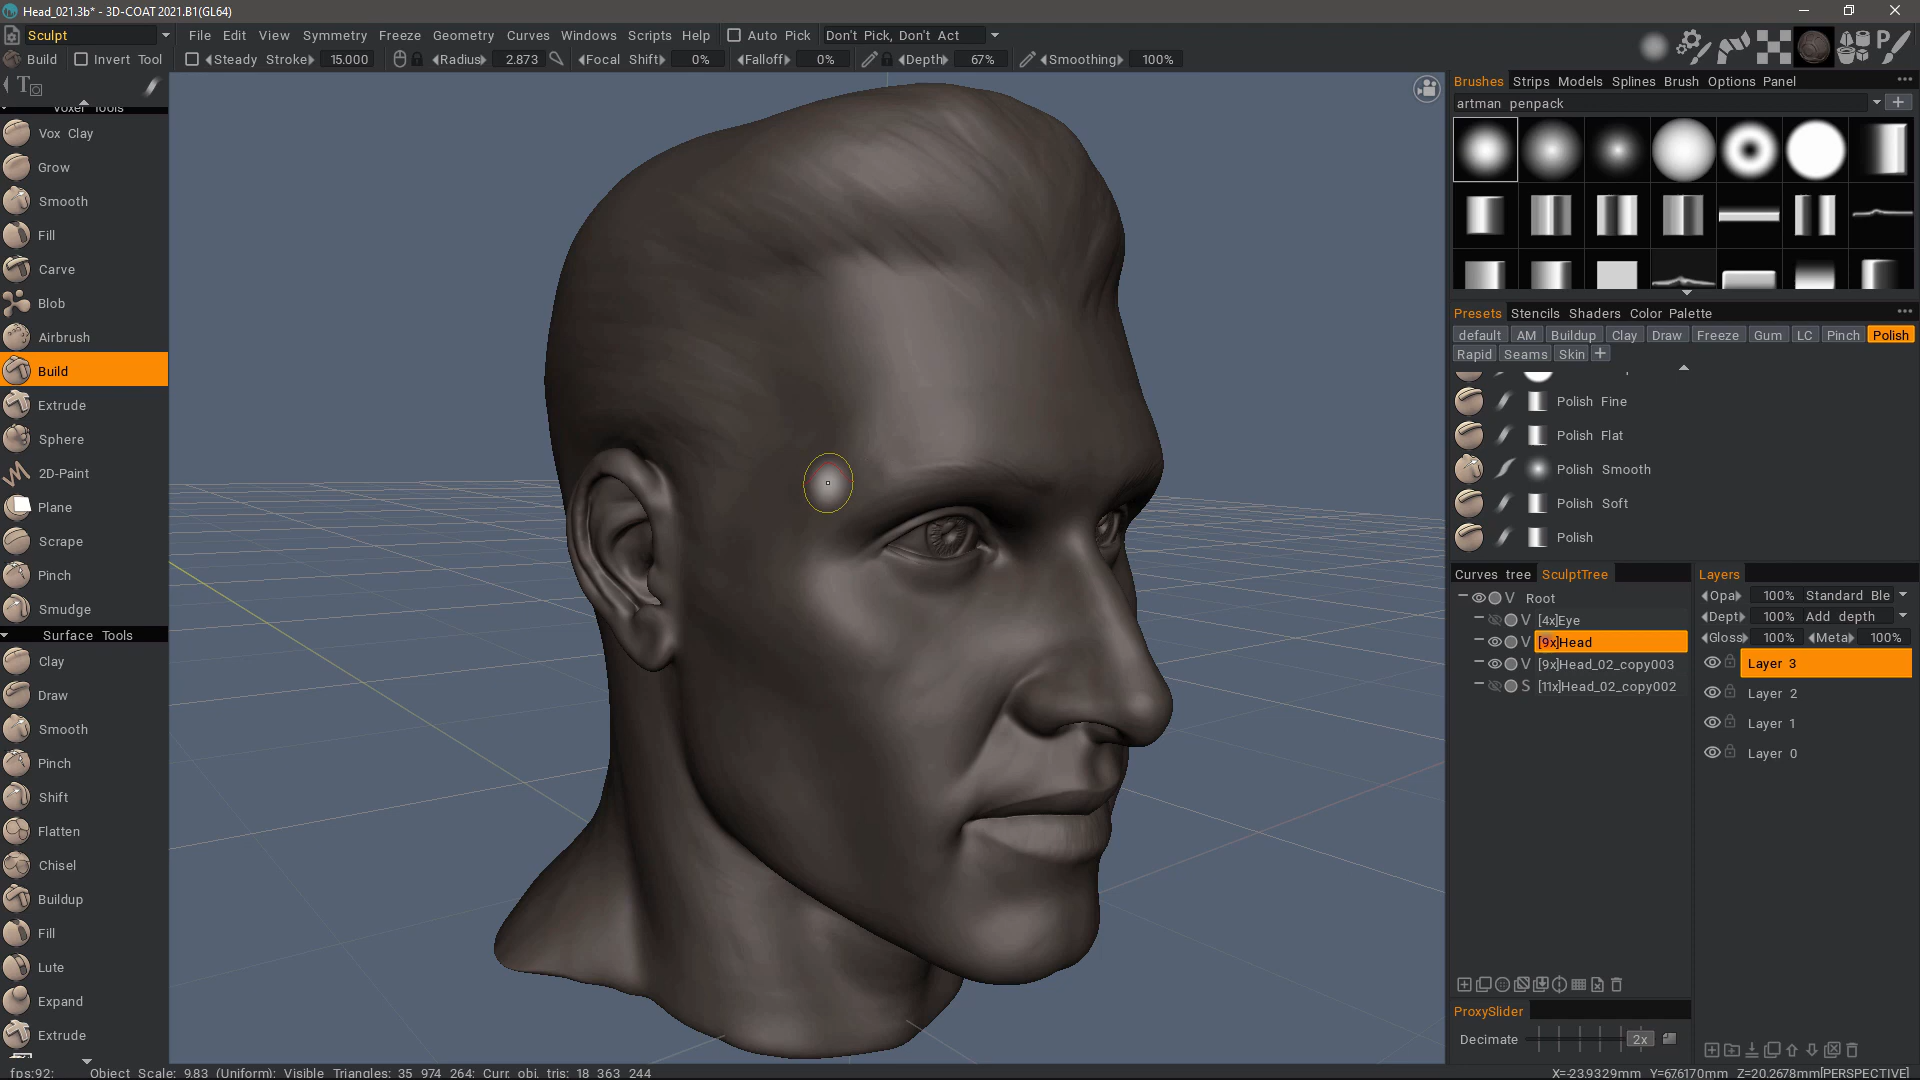 Head_021.3b* - 3D-COAT 2021.B1(GL64)
Sculpt File Edit View Symmetry Freeze Geometry Curves Windows Scripts Help Auto Pick Don't Pick, Don't Act
Build Invert Tool Steady Stroke 15.000 Radius 2.873 Focal Shift 0% Falloff 0% Depth 67% Smoothing 100%
Voxel Tools
Vox Clay
Grow
Smooth
Fill
Carve
Blob
Airbrush
Build
Extrude
Sphere
2D-Paint
Plane
Scrape
Pinch
Smudge
Surface Tools
Clay
Draw
Smooth
Pinch
Shift
Flatten
Chisel
Buildup
Fill
Lute
Expand
Extrude
Brushes Strips Models Splines Brush Options Panel
artman penpack
Presets Stencils Shaders Color Palette
default AM Buildup Clay Draw Freeze Gum LC Pinch Polish
Rapid Seams Skin +
Polish Fine
Polish Flat
Polish Smooth
Polish Soft
Polish
Curves tree SculptTree
Root
V [4x]Eye
V [9x]Head
V [9x]Head_02_copy003
S [11x]Head_02_copy002
ProxySlider
Decimate 2x
Layers
Opa 100% Standard Ble
Dept 100% Add depth
Gloss 100% Meta 100%
Layer 3
Layer 2
Layer 1
Layer 0
fps:92; Object Scale: 9.83 (Uniform); Visible Triangles: 35 974 264; Curr. obj. tris: 18 363 244
X=-23.9329mm Y=67.6170mm Z=20.2678mm[PERSPECTIVE]